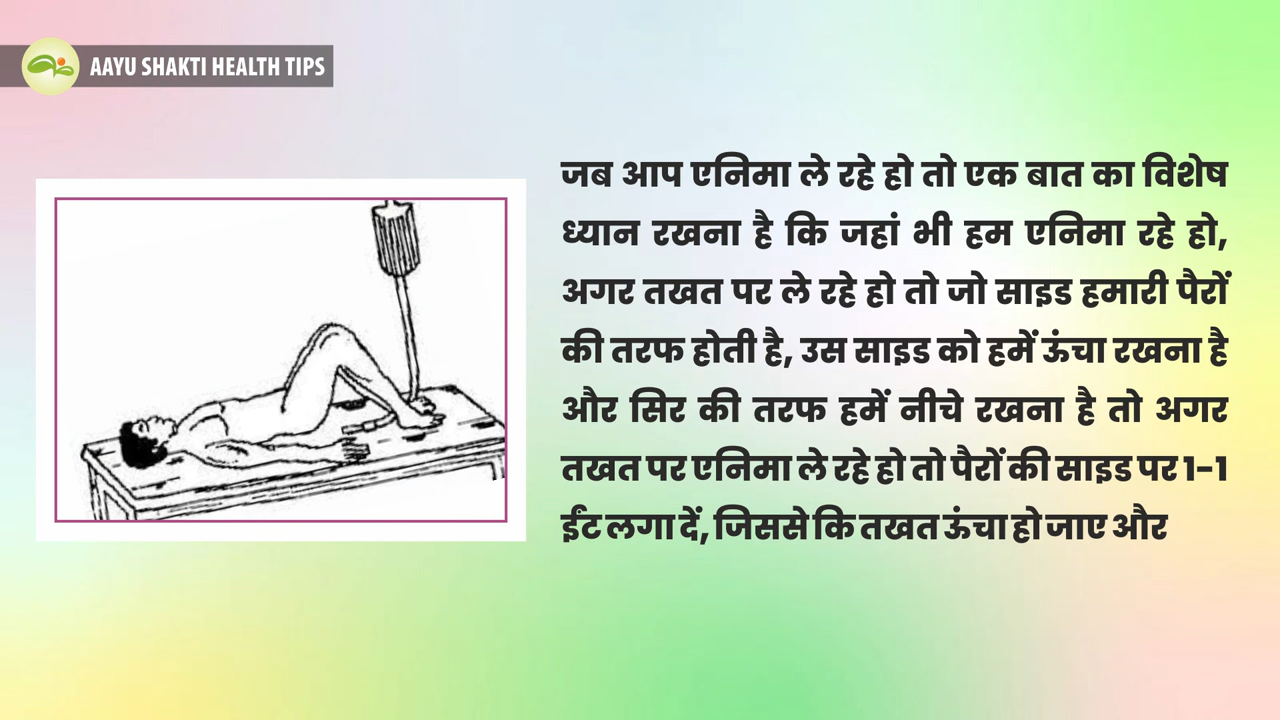 AAYU SHAKTI HEALTH TIPS
जब आप एनिमा ले रहे हो तो एक बात का विशेष
ध्यान रखना है कि जहां भी हम एनिमा रहे हो,
अगर तखत पर ले रहे हो तो जो साइड हमारी पैरों
की तरफ होती है, उस साइड को हमें ऊंचा रखना है
और सिर की तरफ हमें नीचे रखना है तो अगर
तखत पर एनिमा ले रहे हो तो पैरों की साइड पर 1-1
ईंट लगा दें, जिससे कि तखत ऊंचा हो जाए और